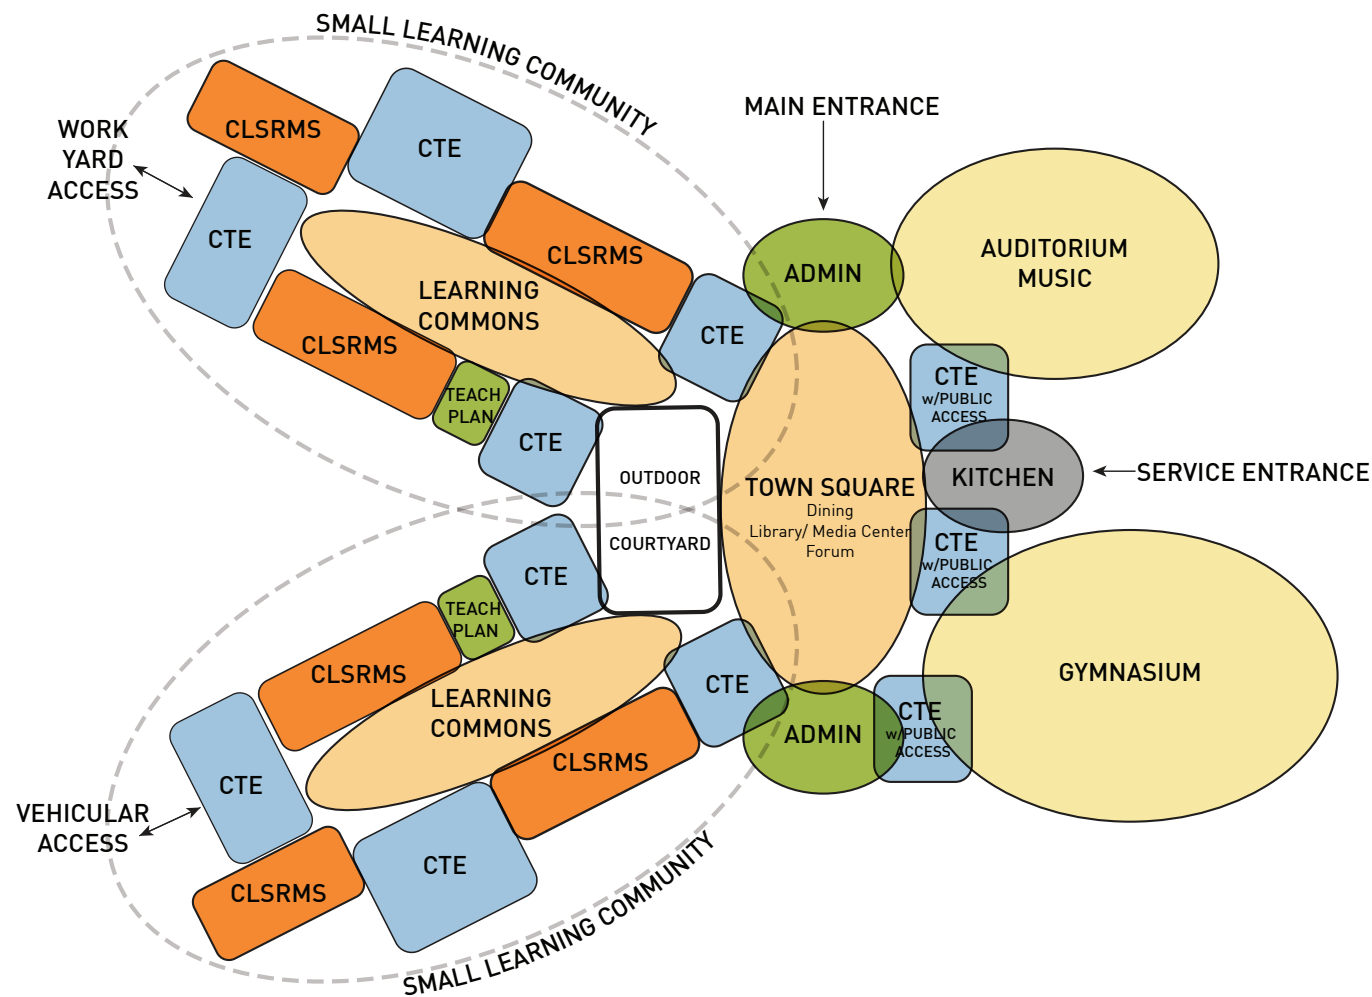 SMALL LEARNING COMMUNITY
MAIN ENTRANCE
WORK
YARD
ACCESS
CLSRMS
CTE
CTE
CLSRMS
LEARNING
COMMONS
CLSRMS
CTE
TEACH
PLAN
CTE
ADMIN
AUDITORIUM
MUSIC
CTE
w/PUBLIC
ACCESS
KITCHEN
SERVICE ENTRANCE
OUTDOOR
COURTYARD
TOWN SQUARE
Dining
Library/ Media Center
Forum
CTE
w/PUBLIC
ACCESS
GYMNASIUM
CTE
TEACH
PLAN
CLSRMS
LEARNING
COMMONS
CTE
CTE
w/PUBLIC
ACCESS
ADMIN
CLSRMS
CTE
VEHICULAR
ACCESS
CTE
CLSRMS
SMALL LEARNING COMMUNITY